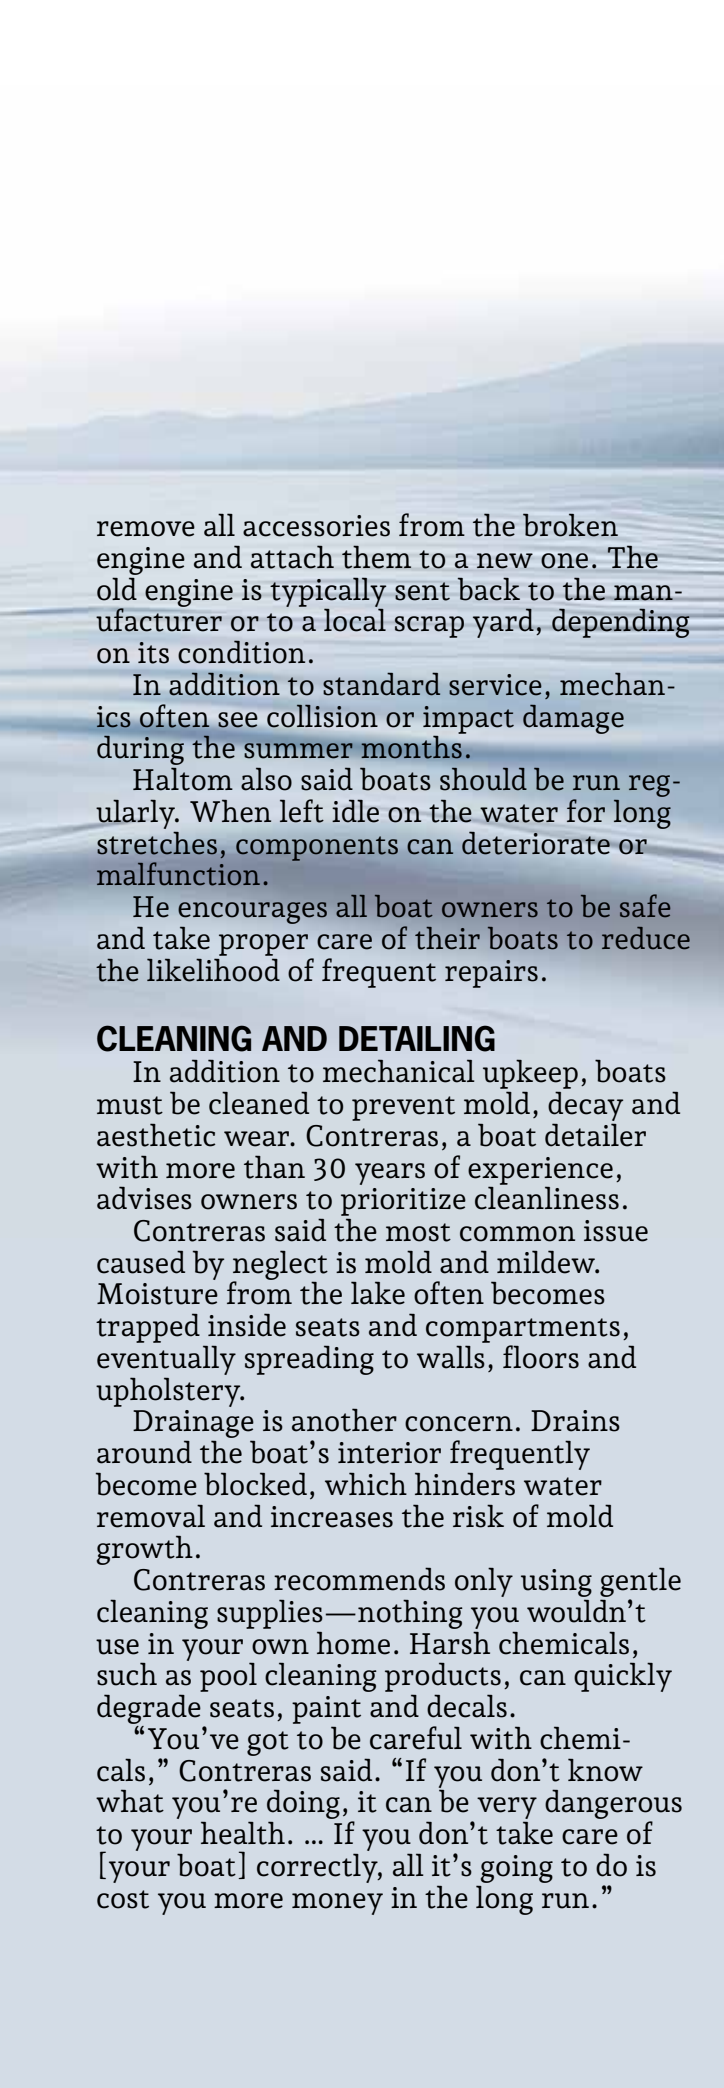 remove all accessories from the broken
engine and attach them to a new one. The
old engine is typically sent back to the man-
ufacturer or to a local scrap yard, depending
on its condition.
In addition to standard service, mechan-
ics often see collision or impact damage
during the summer months.
Haltom also said boats should be run reg-
ularly. When left idle on the water for long
stretches, components can deteriorate or
malfunction.
He encourages all boat owners to be safe
and take proper care of their boats to reduce
the likelihood of frequent repairs.
CLEANING AND DETAILING
In addition to mechanical upkeep, boats
must be cleaned to prevent mold, decay and
aesthetic wear. Contreras, a boat detailer
with more than 30 years of experience,
advises owners to prioritize cleanliness.
Contreras said the most common issue
caused by neglect is mold and mildew.
Moisture from the lake often becomes
trapped inside seats and compartments,
eventually spreading to walls, floors and
upholstery.
Drainage is another concern. Drains
around the boat’s interior frequently
become blocked, which hinders water
removal and increases the risk of mold
growth.
Contreras recommends only using gentle
cleaning supplies—nothing you wouldn’t
use in your own home. Harsh chemicals,
such as pool cleaning products, can quickly
degrade seats, paint and decals.
“You’ve got to be careful with chemi-
cals,” Contreras said. “If you don’t know
what you’re doing, it can be very dangerous
to your health. ... If you don’t take care of
[your boat] correctly, all it’s going to do is
cost you more money in the long run.”